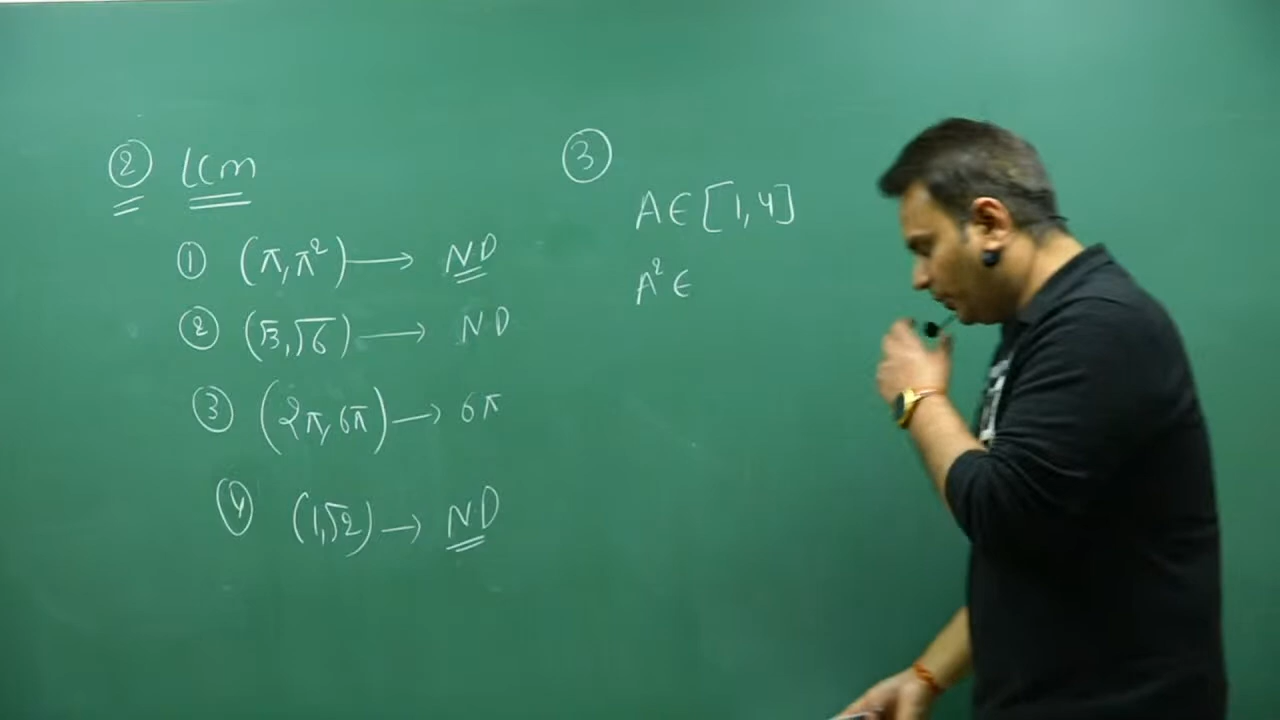 ② LCM
① (π, π²) → ND
② (√3, √6) → ND
③ (2π, 6π) → 6π
④ (1, √2) → ND
③
A ∈ [1, 4]
A² ∈